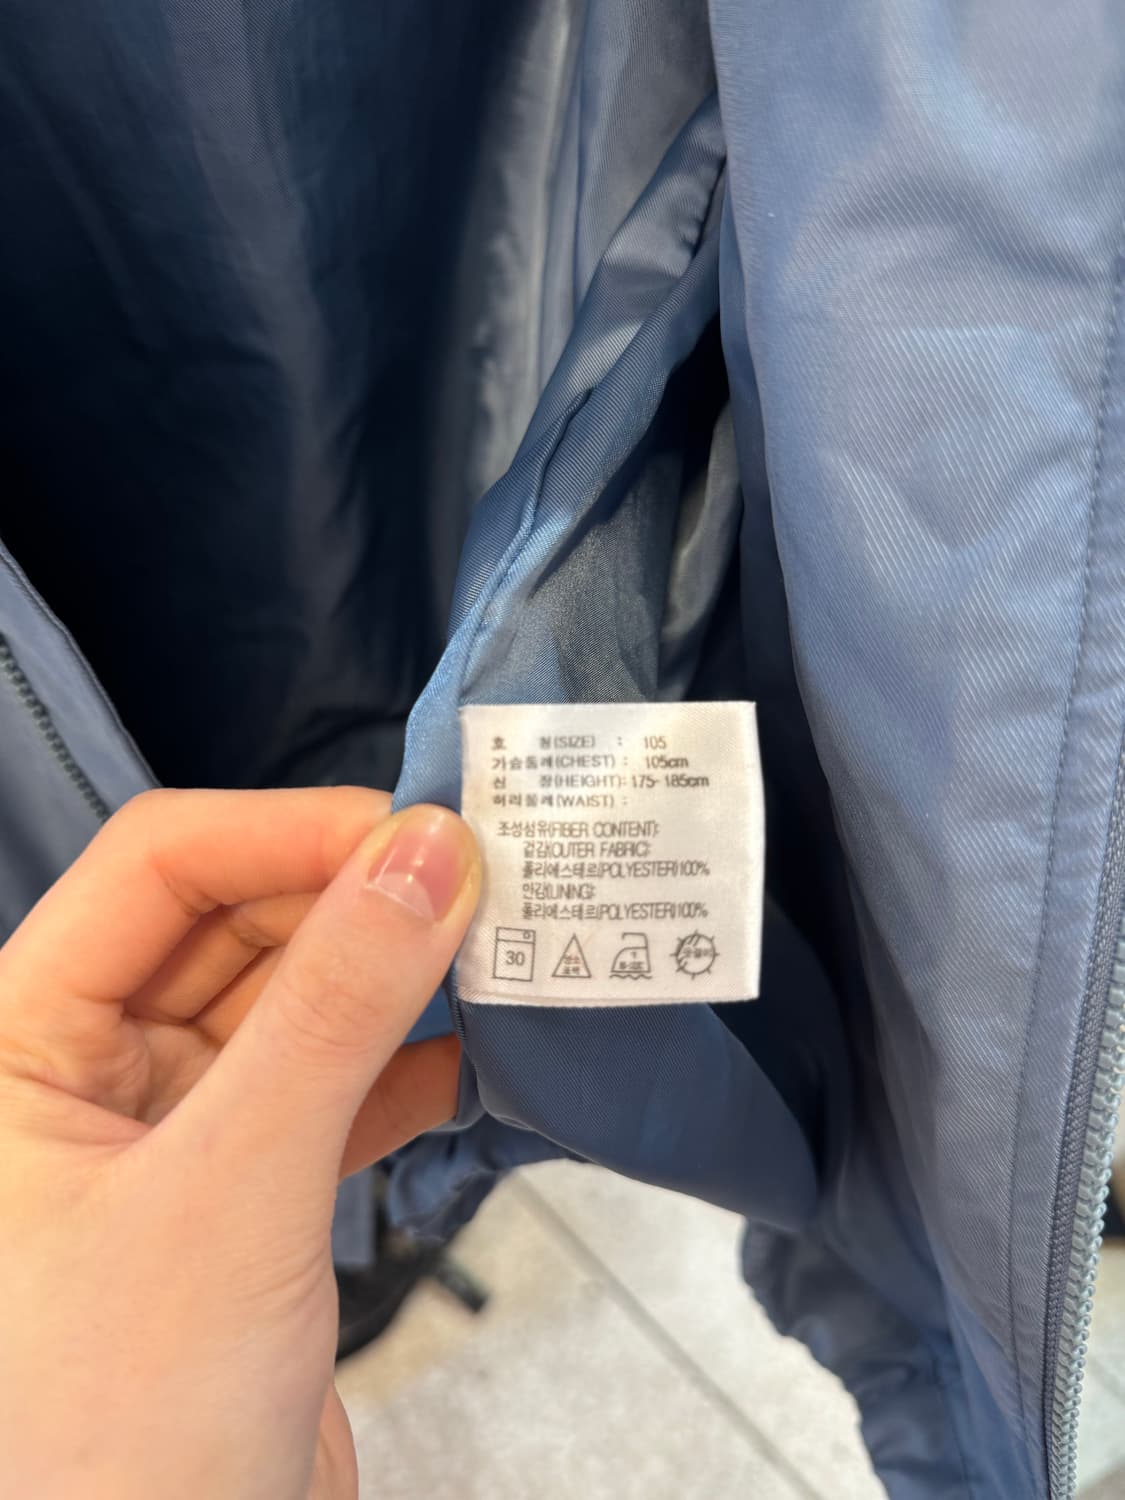 호 칭(SIZE) : 105
가슴둘레(CHEST) : 105cm
신 장(HEIGHT): 175-185cm
허리둘레(WAIST) :
조성섬유(FIBER CONTENT):
겉감(OUTER FABRIC):
폴리에스테르(POLYESTER)100%
안감(LINING):
폴리에스테르(POLYESTER)100%
30